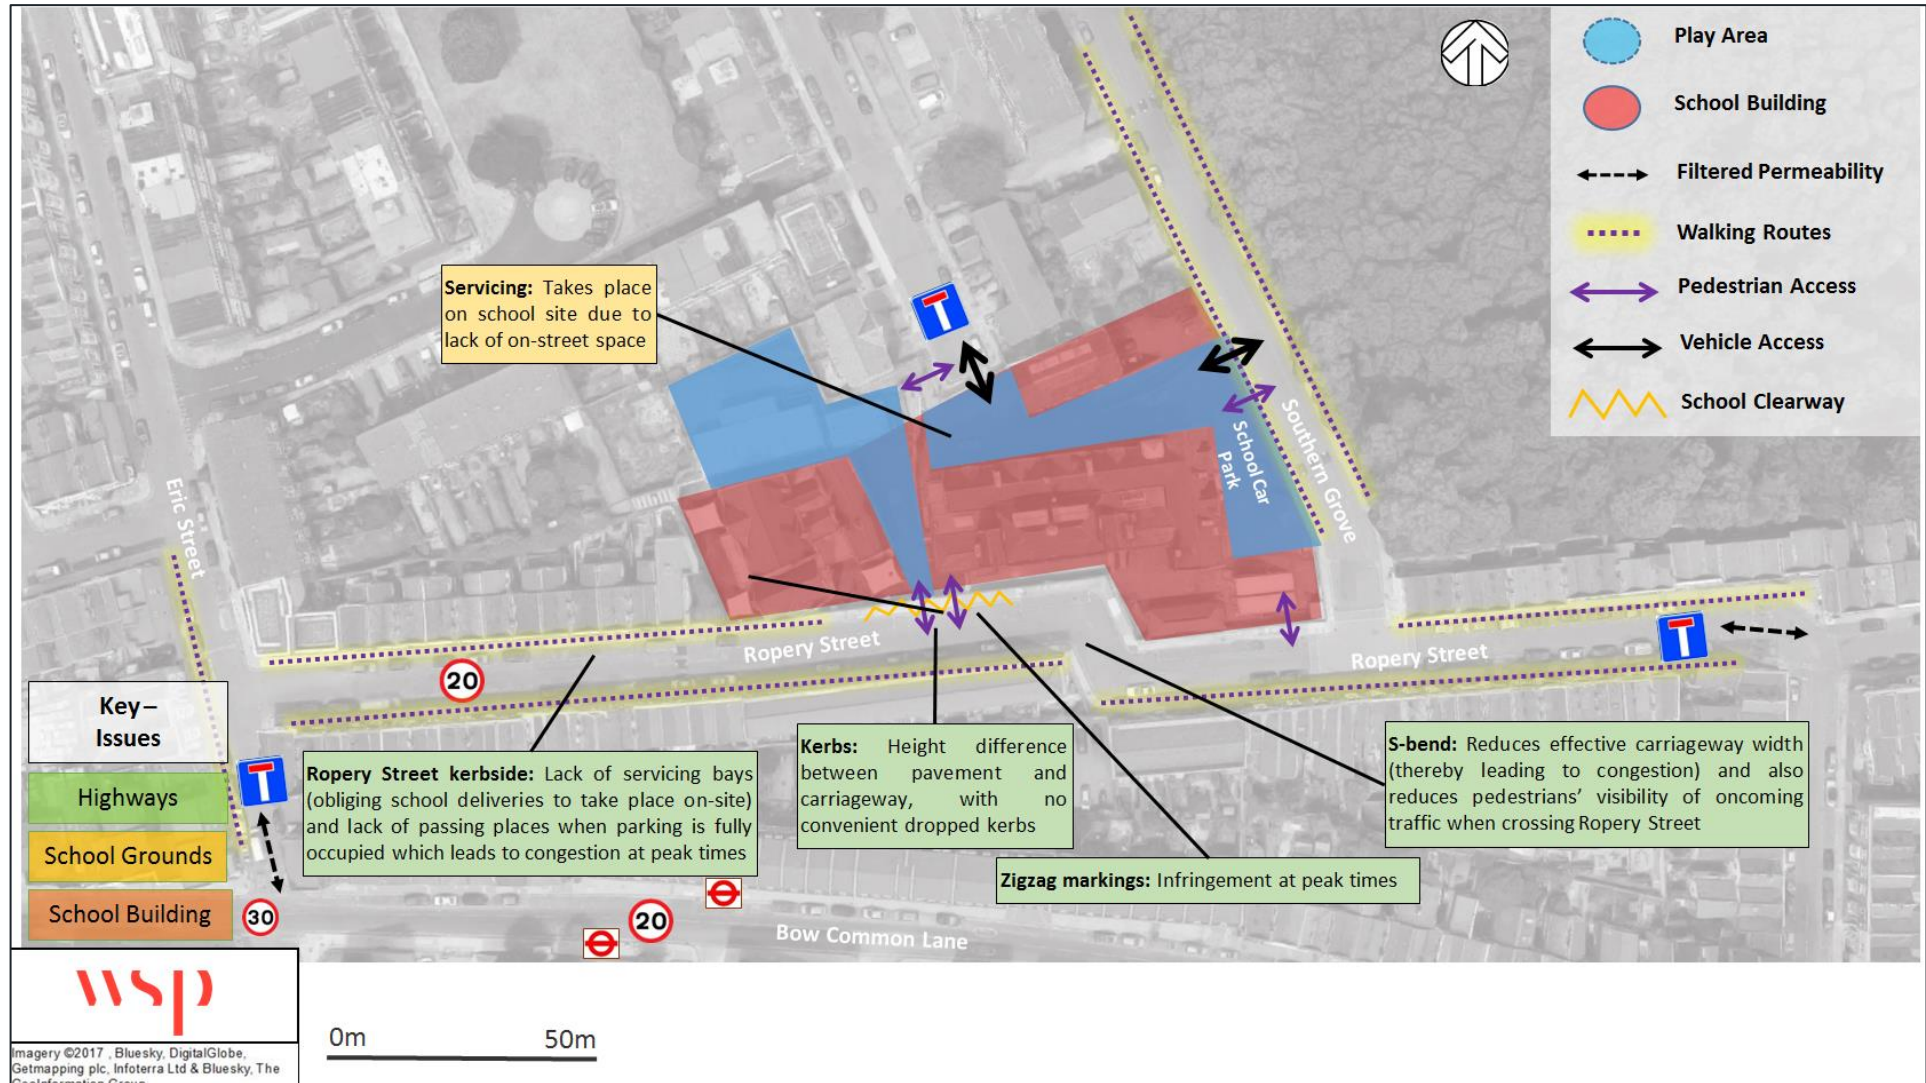 Play Area
School Building
Filtered Permeability
Walking Routes
Pedestrian Access
Vehicle Access
School Clearway
Servicing: Takes place
on school site due to
lack of on-street space
Eric Street
School Car
Park
Southern Grove
Ropery Street
Ropery Street
20
Key –
Issues
Highways
School Grounds
School Building
30
Ropery Street kerbside: Lack of servicing bays
(obliging school deliveries to take place on-site)
and lack of passing places when parking is fully
occupied which leads to congestion at peak times
Kerbs: Height difference
between pavement and
carriageway, with no
convenient dropped kerbs
S-bend: Reduces effective carriageway width
(thereby leading to congestion) and also
reduces pedestrians' visibility of oncoming
traffic when crossing Ropery Street
Zigzag markings: Infringement at peak times
20
Bow Common Lane
wsp
Imagery ©2017 , Bluesky, DigitalGlobe,
Getmapping plc, Infoterra Ltd & Bluesky, The
0m 50m